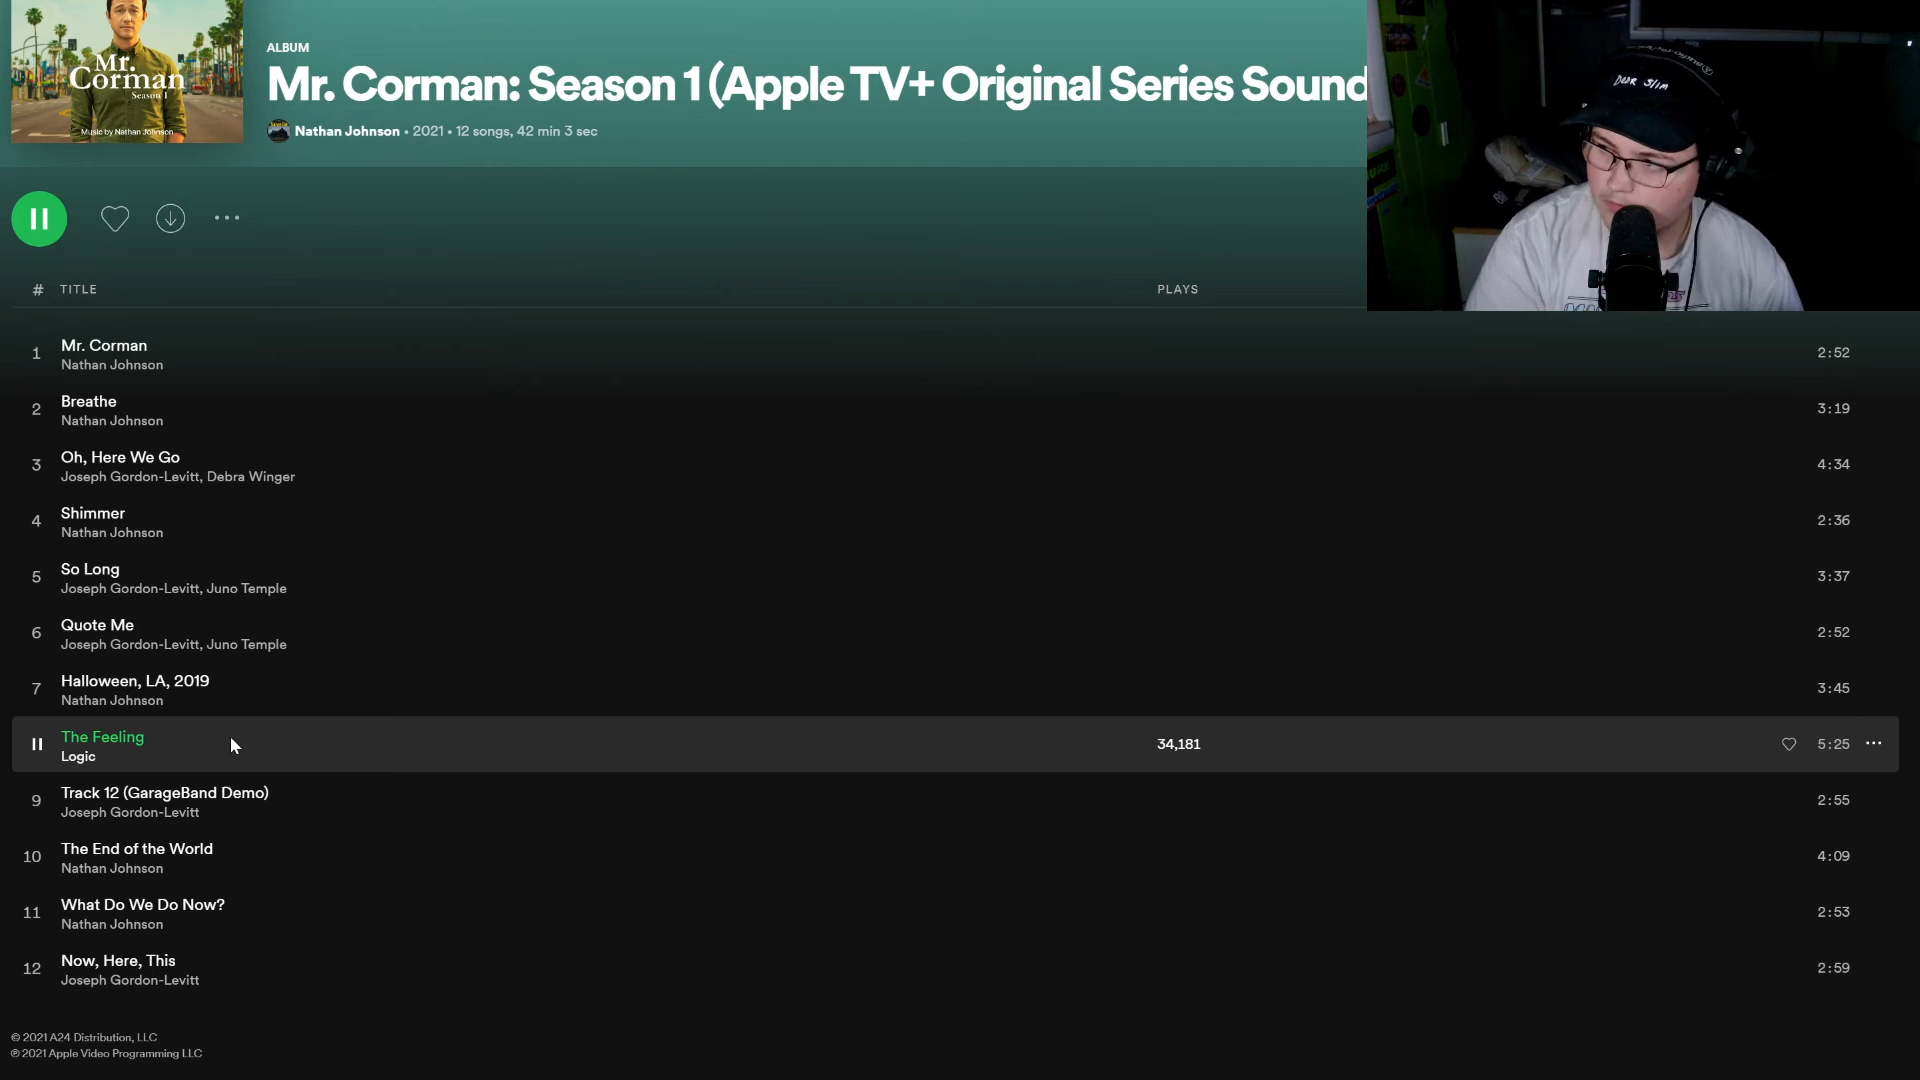 Mr.
Corman
Season 1
Music by Nathan Johnson
ALBUM
Mr. Corman: Season 1 (Apple TV+ Original Series Sound
Nathan Johnson • 2021 • 12 songs, 42 min 3 sec
DEAR SLIM
# TITLE PLAYS
1 Mr. Corman 2:52
Nathan Johnson
2 Breathe 3:19
Nathan Johnson
3 Oh, Here We Go 4:34
Joseph Gordon-Levitt, Debra Winger
4 Shimmer 2:36
Nathan Johnson
5 So Long 3:37
Joseph Gordon-Levitt, Juno Temple
6 Quote Me 2:52
Joseph Gordon-Levitt, Juno Temple
7 Halloween, LA, 2019 3:45
Nathan Johnson
The Feeling 34,181 5:25
Logic
9 Track 12 (GarageBand Demo) 2:55
Joseph Gordon-Levitt
10 The End of the World 4:09
Nathan Johnson
11 What Do We Do Now? 2:53
Nathan Johnson
12 Now, Here, This 2:59
Joseph Gordon-Levitt
© 2021 A24 Distribution, LLC
℗ 2021 Apple Video Programming LLC